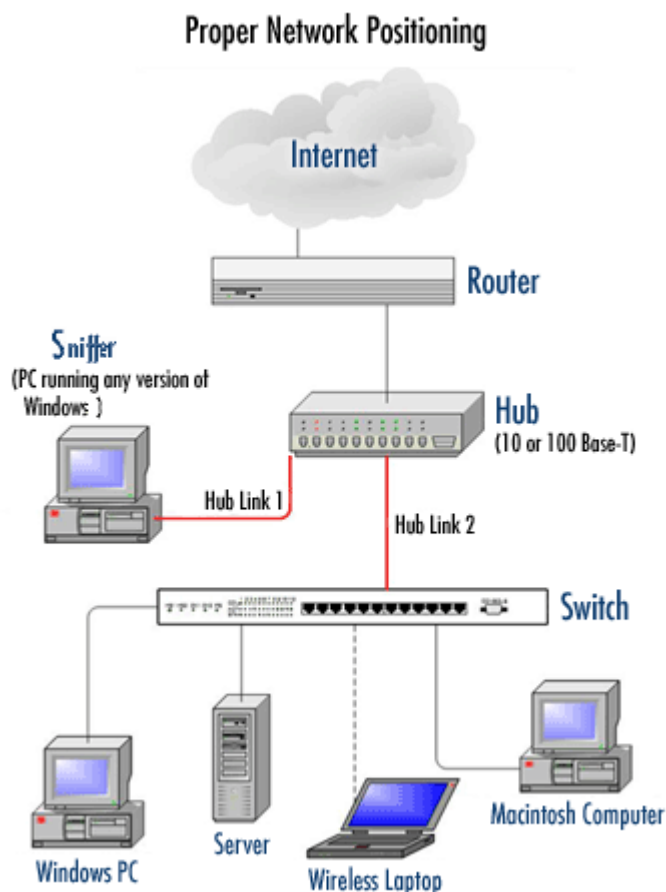 Proper Network Positioning
Internet
Router
Sniffer
(PC running any version of
Windows )
Hub
(10 or 100 Base-T)
Hub Link 1
Hub Link 2
Switch
Windows PC
Server
Wireless Laptop
Macintosh Computer